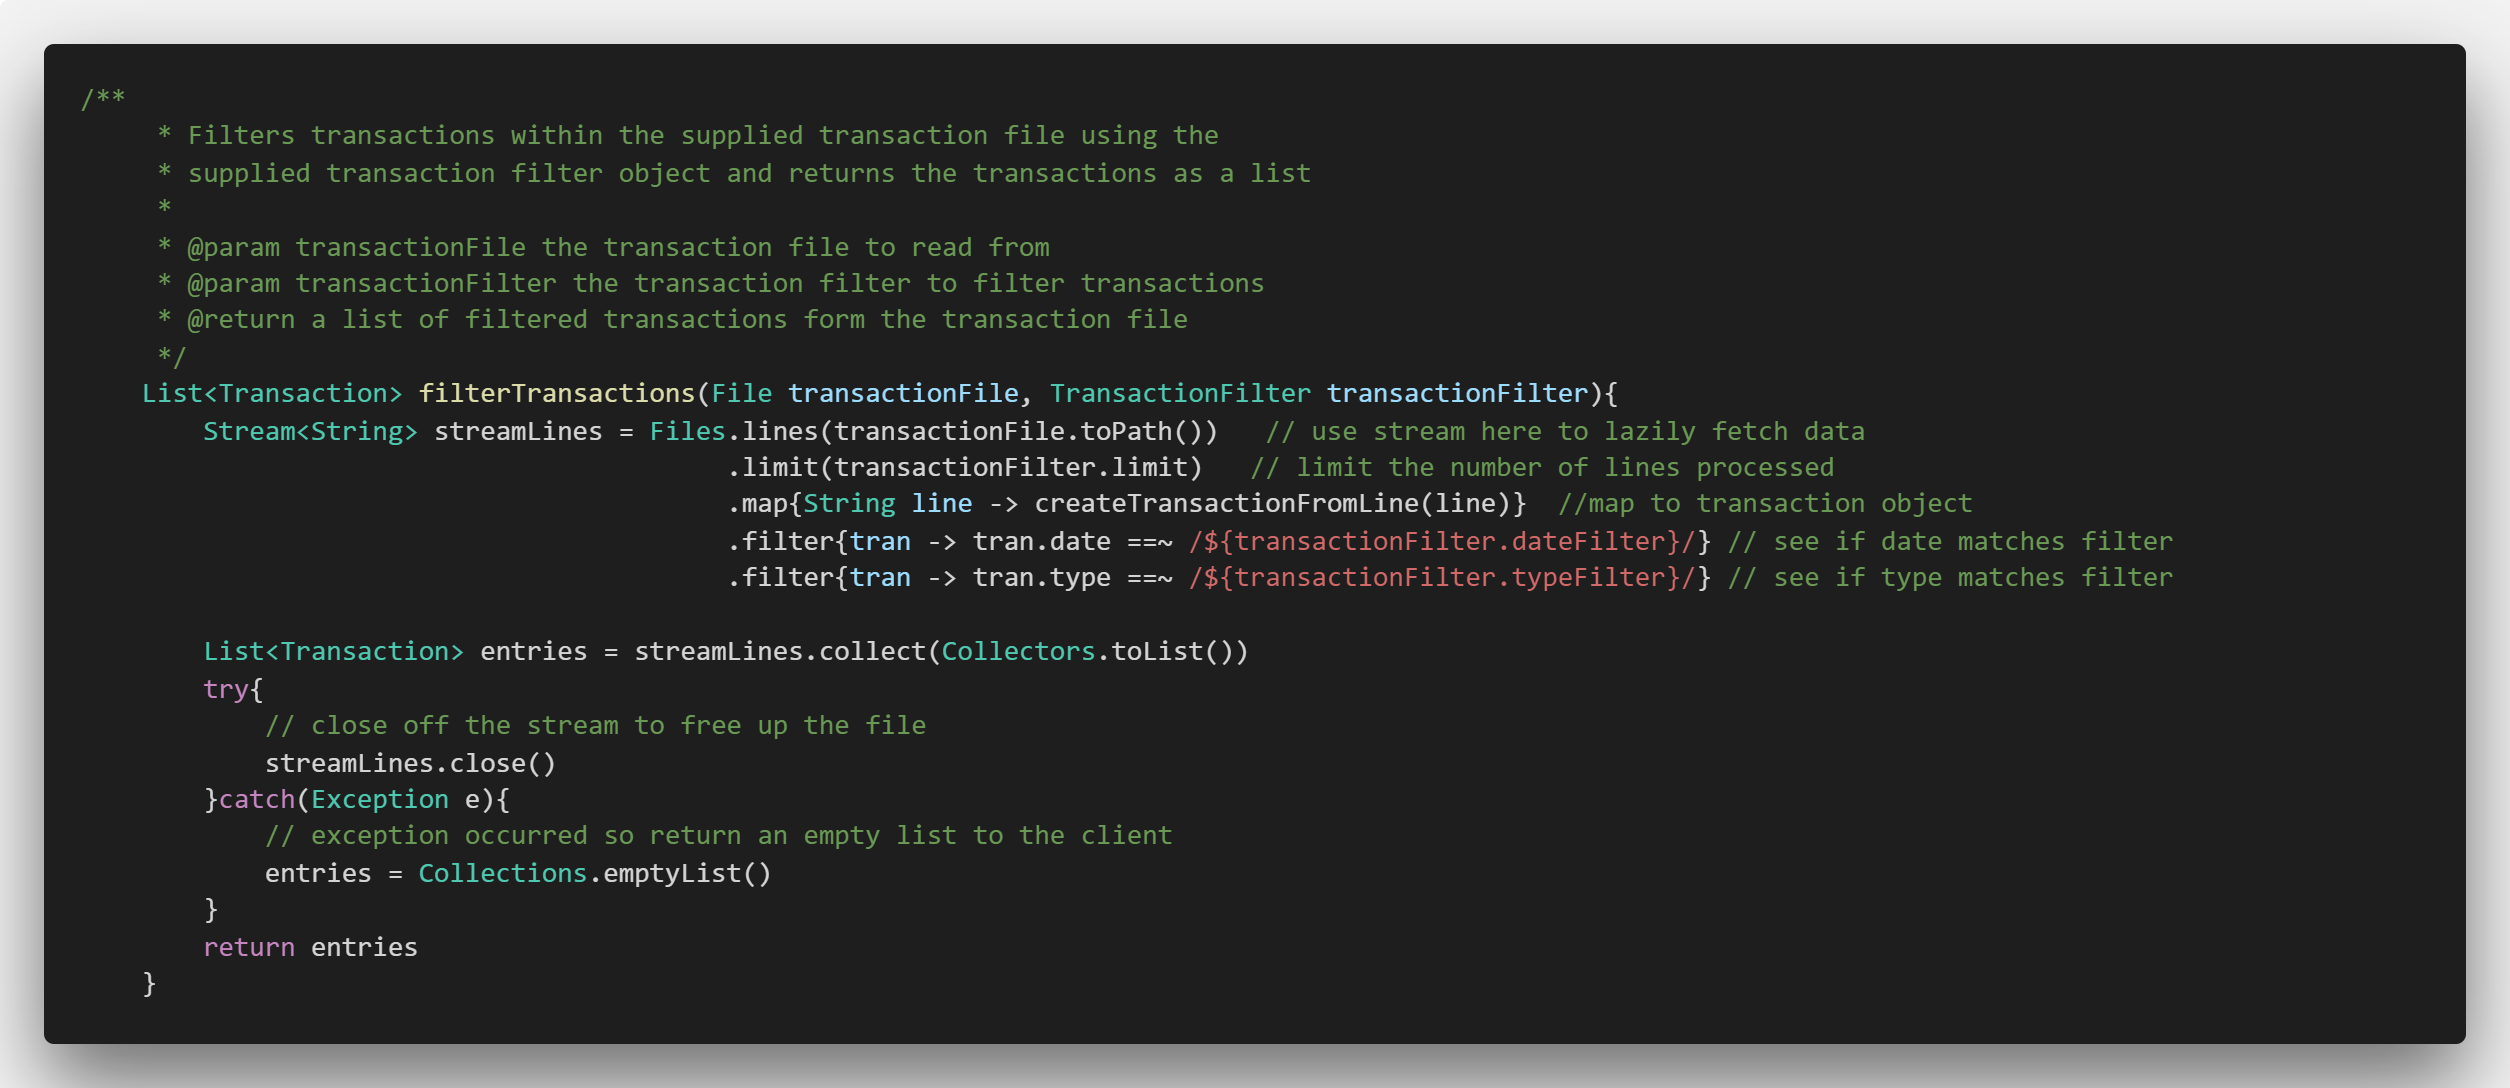 /**
     * Filters transactions within the supplied transaction file using the
     * supplied transaction filter object and returns the transactions as a list
     *
     * @param transactionFile the transaction file to read from
     * @param transactionFilter the transaction filter to filter transactions
     * @return a list of filtered transactions form the transaction file
     */
    List<Transaction> filterTransactions(File transactionFile, TransactionFilter transactionFilter){
        Stream<String> streamLines = Files.lines(transactionFile.toPath())   // use stream here to lazily fetch data
                                          .limit(transactionFilter.limit)   // limit the number of lines processed
                                          .map{String line -> createTransactionFromLine(line)}  //map to transaction object
                                          .filter{tran -> tran.date ==~ /${transactionFilter.dateFilter}/} // see if date matches filter
                                          .filter{tran -> tran.type ==~ /${transactionFilter.typeFilter}/} // see if type matches filter

        List<Transaction> entries = streamLines.collect(Collectors.toList())
        try{
            // close off the stream to free up the file
            streamLines.close()
        }catch(Exception e){
            // exception occurred so return an empty list to the client
            entries = Collections.emptyList()
        }
        return entries
    }